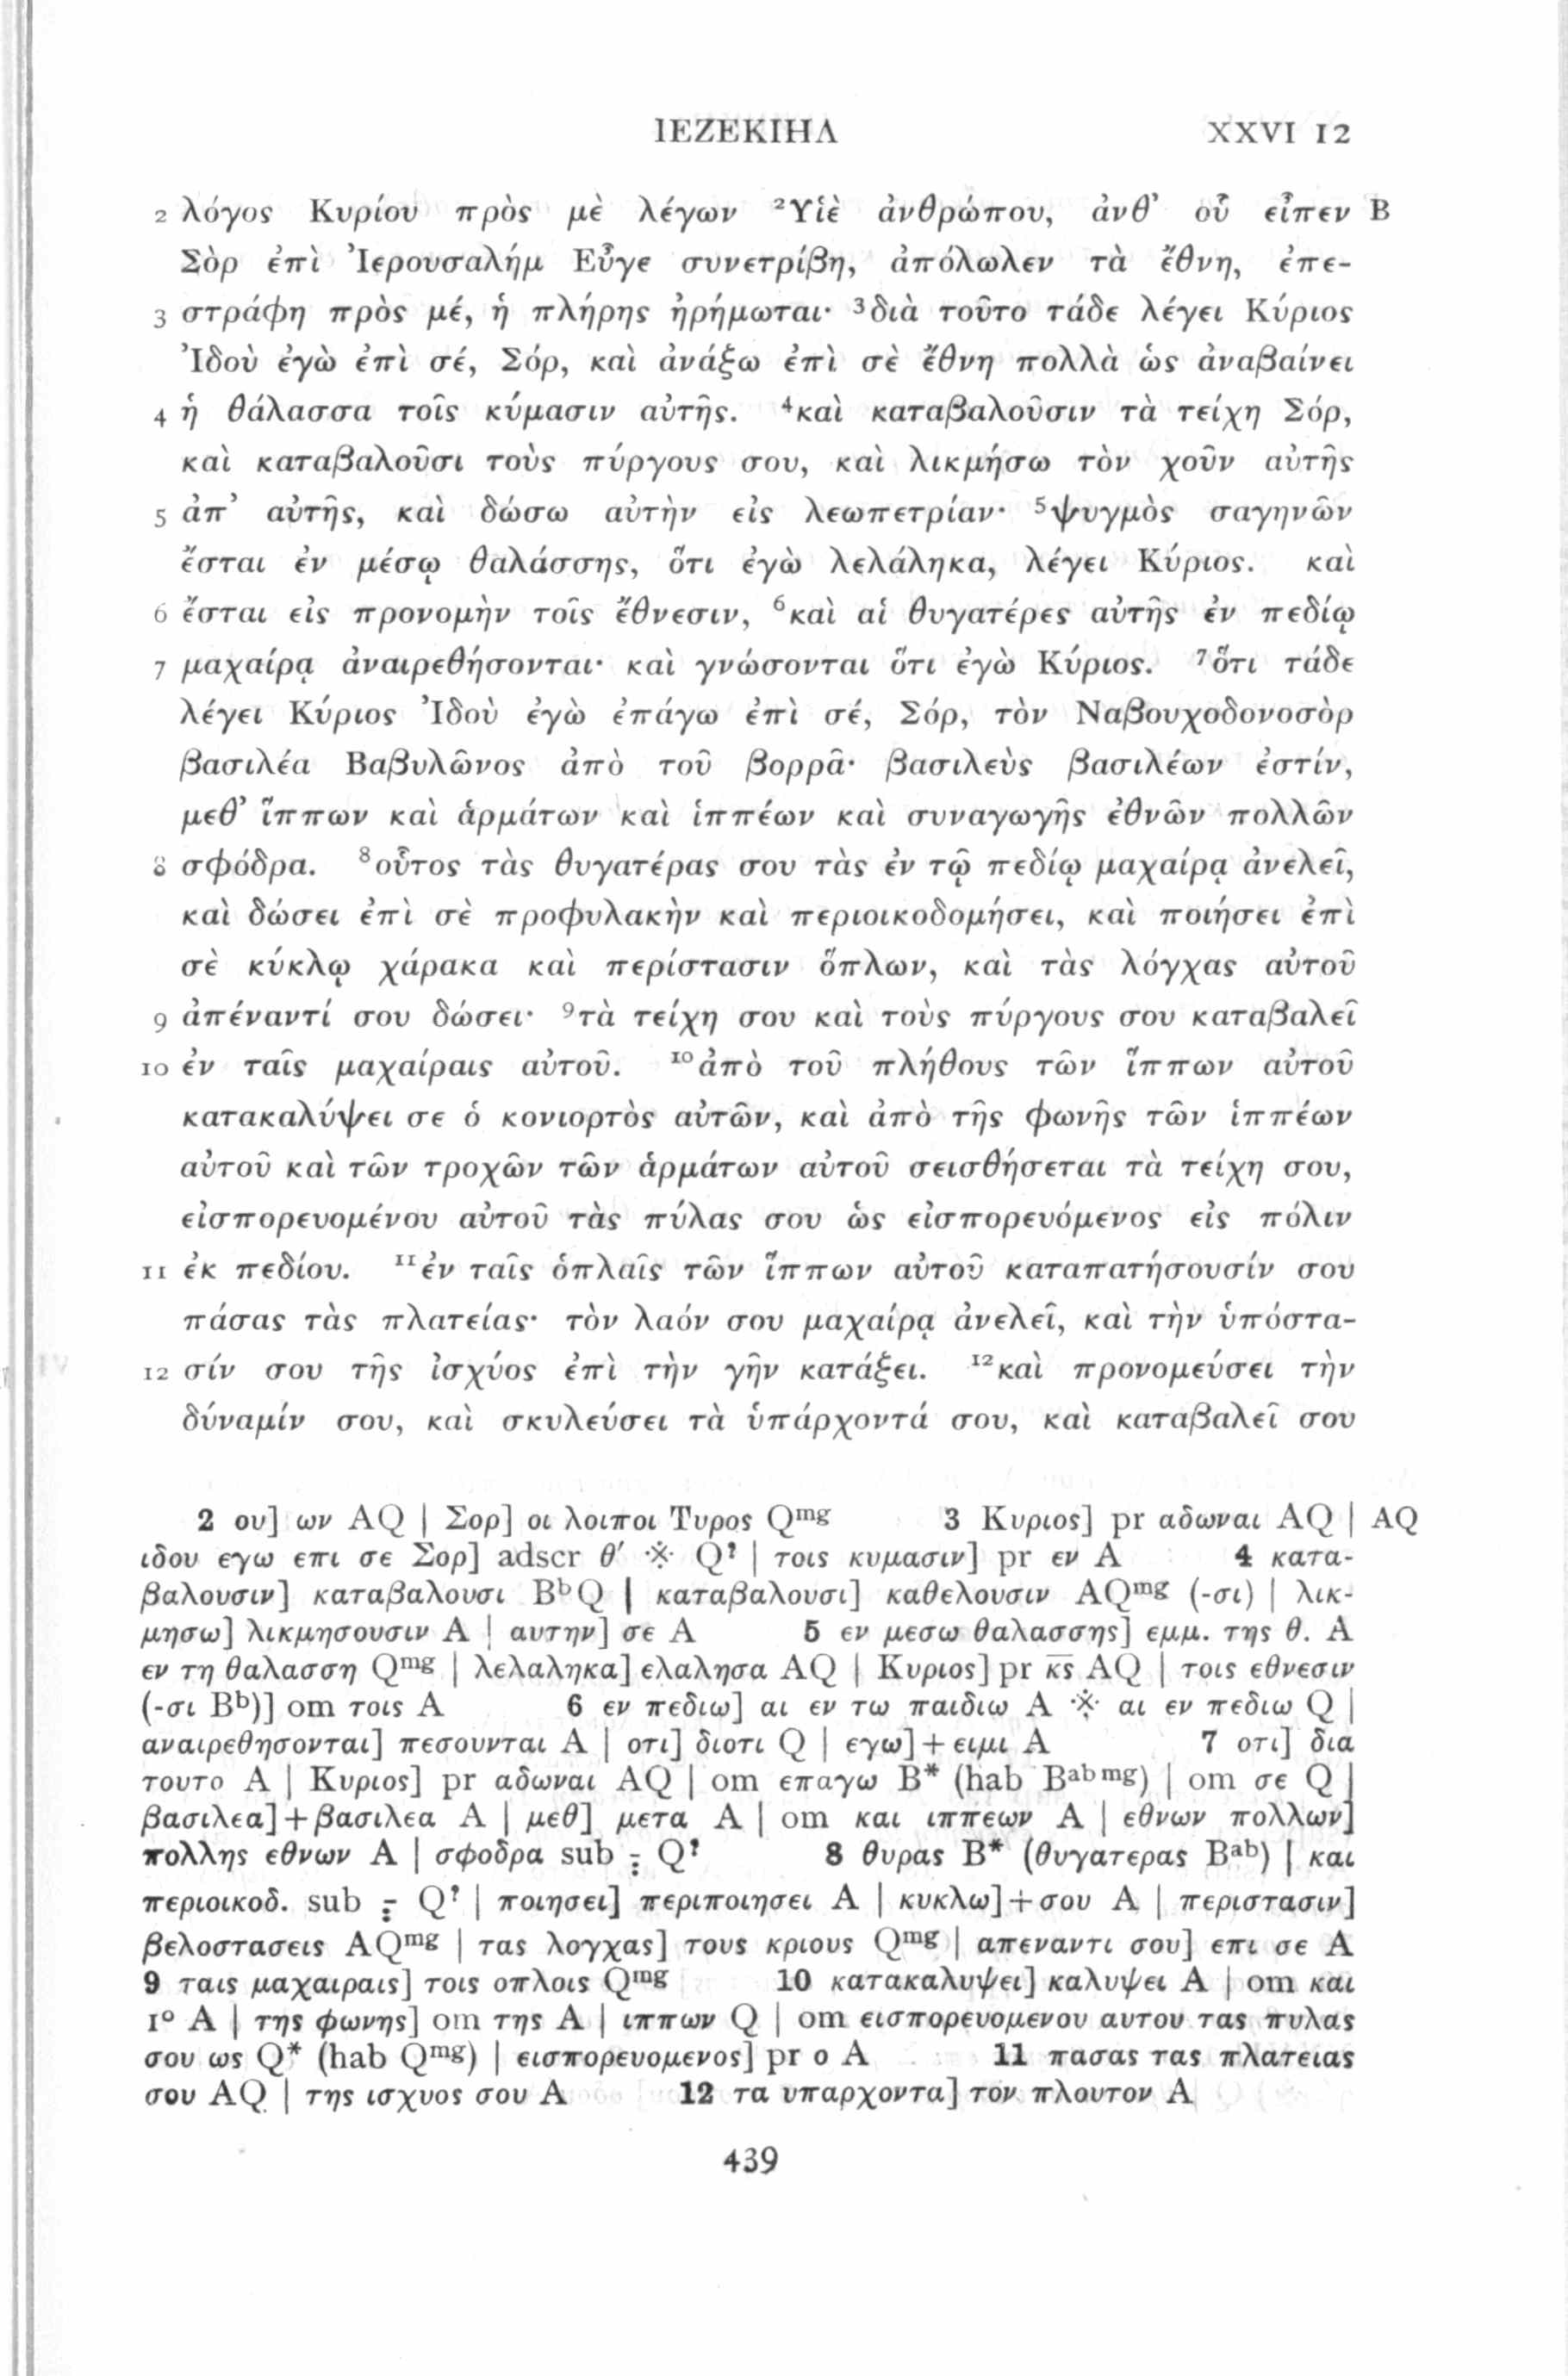 ΙΕΖΕΚΙΗΛ XXVI 12
2 λόγος Κυρίου πρὸς μὲ λέγων ²Υἱὲ ἀνθρώπου, ἀνθ’ οὗ εἶπεν B
Σὸρ ἐπὶ Ἰερουσαλήμ Εὖγε συνετρίβη, ἀπόλωλεν τὰ ἔθνη, ἐπε-
3 στράφη πρὸς μέ, ἡ πλήρης ἠρήμωται· ³διὰ τοῦτο τάδε λέγει Κύριος
Ἰδοὺ ἐγὼ ἐπὶ σέ, Σόρ, καὶ ἀνάξω ἐπὶ σὲ ἔθνη πολλὰ ὡς ἀναβαίνει
4 ἡ θάλασσα τοῖς κύμασιν αὐτῆς. ⁴καὶ καταβαλοῦσιν τὰ τείχη Σόρ,
καὶ καταβαλοῦσι τοὺς πύργους σου, καὶ λικμήσω τὸν χοῦν αὐτῆς
5 ἀπ’ αὐτῆς, καὶ δώσω αὐτὴν εἰς λεωπετρίαν· ⁵ψυγμὸς σαγηνῶν
ἔσται ἐν μέσῳ θαλάσσης, ὅτι ἐγὼ λελάληκα, λέγει Κύριος. καὶ
6 ἔσται εἰς προνομὴν τοῖς ἔθνεσιν, ⁶καὶ αἱ θυγατέρες αὐτῆς ἐν πεδίῳ
7 μαχαίρᾳ ἀναιρεθήσονται· καὶ γνώσονται ὅτι ἐγὼ Κύριος. ⁷ὅτι τάδε
λέγει Κύριος Ἰδοὺ ἐγὼ ἐπάγω ἐπὶ σέ, Σόρ, τὸν Ναβουχοδονοσὸρ
βασιλέα Βαβυλῶνος ἀπὸ τοῦ βορρᾶ· βασιλεὺς βασιλέων ἐστίν,
μεθ’ ἵππων καὶ ἁρμάτων καὶ ἱππέων καὶ συναγωγῆς ἐθνῶν πολλῶν
8 σφόδρα. ⁸οὗτος τὰς θυγατέρας σου τὰς ἐν τῷ πεδίῳ μαχαίρᾳ ἀνελεῖ,
καὶ δώσει ἐπὶ σὲ προφυλακὴν καὶ περιοικοδομήσει, καὶ ποιήσει ἐπὶ
σὲ κύκλῳ χάρακα καὶ περίστασιν ὅπλων, καὶ τὰς λόγχας αὐτοῦ
9 ἀπέναντί σου δώσει· ⁹τὰ τείχη σου καὶ τοὺς πύργους σου καταβαλεῖ
10 ἐν ταῖς μαχαίραις αὐτοῦ. ¹⁰ἀπὸ τοῦ πλήθους τῶν ἵππων αὐτοῦ
κατακαλύψει σε ὁ κονιορτὸς αὐτῶν, καὶ ἀπὸ τῆς φωνῆς τῶν ἱππέων
αὐτοῦ καὶ τῶν τροχῶν τῶν ἁρμάτων αὐτοῦ σεισθήσεται τὰ τείχη σου,
εἰσπορευομένου αὐτοῦ τὰς πύλας σου ὡς εἰσπορευόμενος εἰς πόλιν
11 ἐκ πεδίου. ¹¹ἐν ταῖς ὁπλαῖς τῶν ἵππων αὐτοῦ καταπατήσουσίν σου
πάσας τὰς πλατείας· τὸν λαόν σου μαχαίρᾳ ἀνελεῖ, καὶ τὴν ὑπόστα-
12 σίν σου τῆς ἰσχύος ἐπὶ τὴν γῆν κατάξει. ¹²καὶ προνομεύσει τὴν
δύναμίν σου, καὶ σκυλεύσει τὰ ὑπάρχοντά σου, καὶ καταβαλεῖ σου
2 ου] ων AQ | Σορ] οι λοιποι Τυρος Qᵐᵍ 3 Κυριος] pr αδωναι AQ | AQ
ιδου εγω επι σε Σορ] adscr θʹ ※ Q? | τοις κυμασιν] pr εν A 4 κατα-
βαλουσιν] καταβαλουσι BᵇQ | καταβαλουσι] καθελουσιν AQᵐᵍ (-σι) | λικ-
μησω] λικμησουσιν A | αυτην] σε A 5 εν μεσω θαλασσης] εμμ. της θ. A
εν τη θαλασση Qᵐᵍ | λελαληκα] ελαλησα AQ | Κυριος] pr κ̅ς̅ AQ | τοις εθνεσιν
(-σι Bᵇ)] om τοις A 6 εν πεδιω] αι εν τω παιδιω A ※ αι εν πεδιω Q |
αναιρεθησονται] πεσουνται A | οτι] διοτι Q | εγω]+ειμι A 7 οτι] δια
τουτο A | Κυριος] pr αδωναι AQ | om επαγω B* (hab Bᵃᵇᵐᵍ) | om σε Q |
βασιλεα]+βασιλεα A | μεθ] μετα A | om και ιππεων A | εθνων πολλων]
πολλης εθνων A | σφοδρα sub ÷ Q? 8 θυρας B* (θυγατερας Bᵃᵇ) | και
περιοικοδ. sub ÷ Q? | ποιησει] περιποιησει A | κυκλω]+σου A | περιστασιν]
βελοστασεις AQᵐᵍ | τας λογχας] τους κριους Qᵐᵍ | απεναντι σου] επι σε A
9 ταις μαχαιραις] τοις οπλοις Qᵐᵍ 10 κατακαλυψει] καλυψει A | om και
1° A | της φωνης] om της A | ιππων Q | om εισπορευομενου αυτου τας πυλας
σου ως Q* (hab Qᵐᵍ) | εισπορευομενος] pr ο A 11 πασας τας πλατειας
σου AQ | της ισχυος σου A 12 τα υπαρχοντα] τον πλουτον A
439